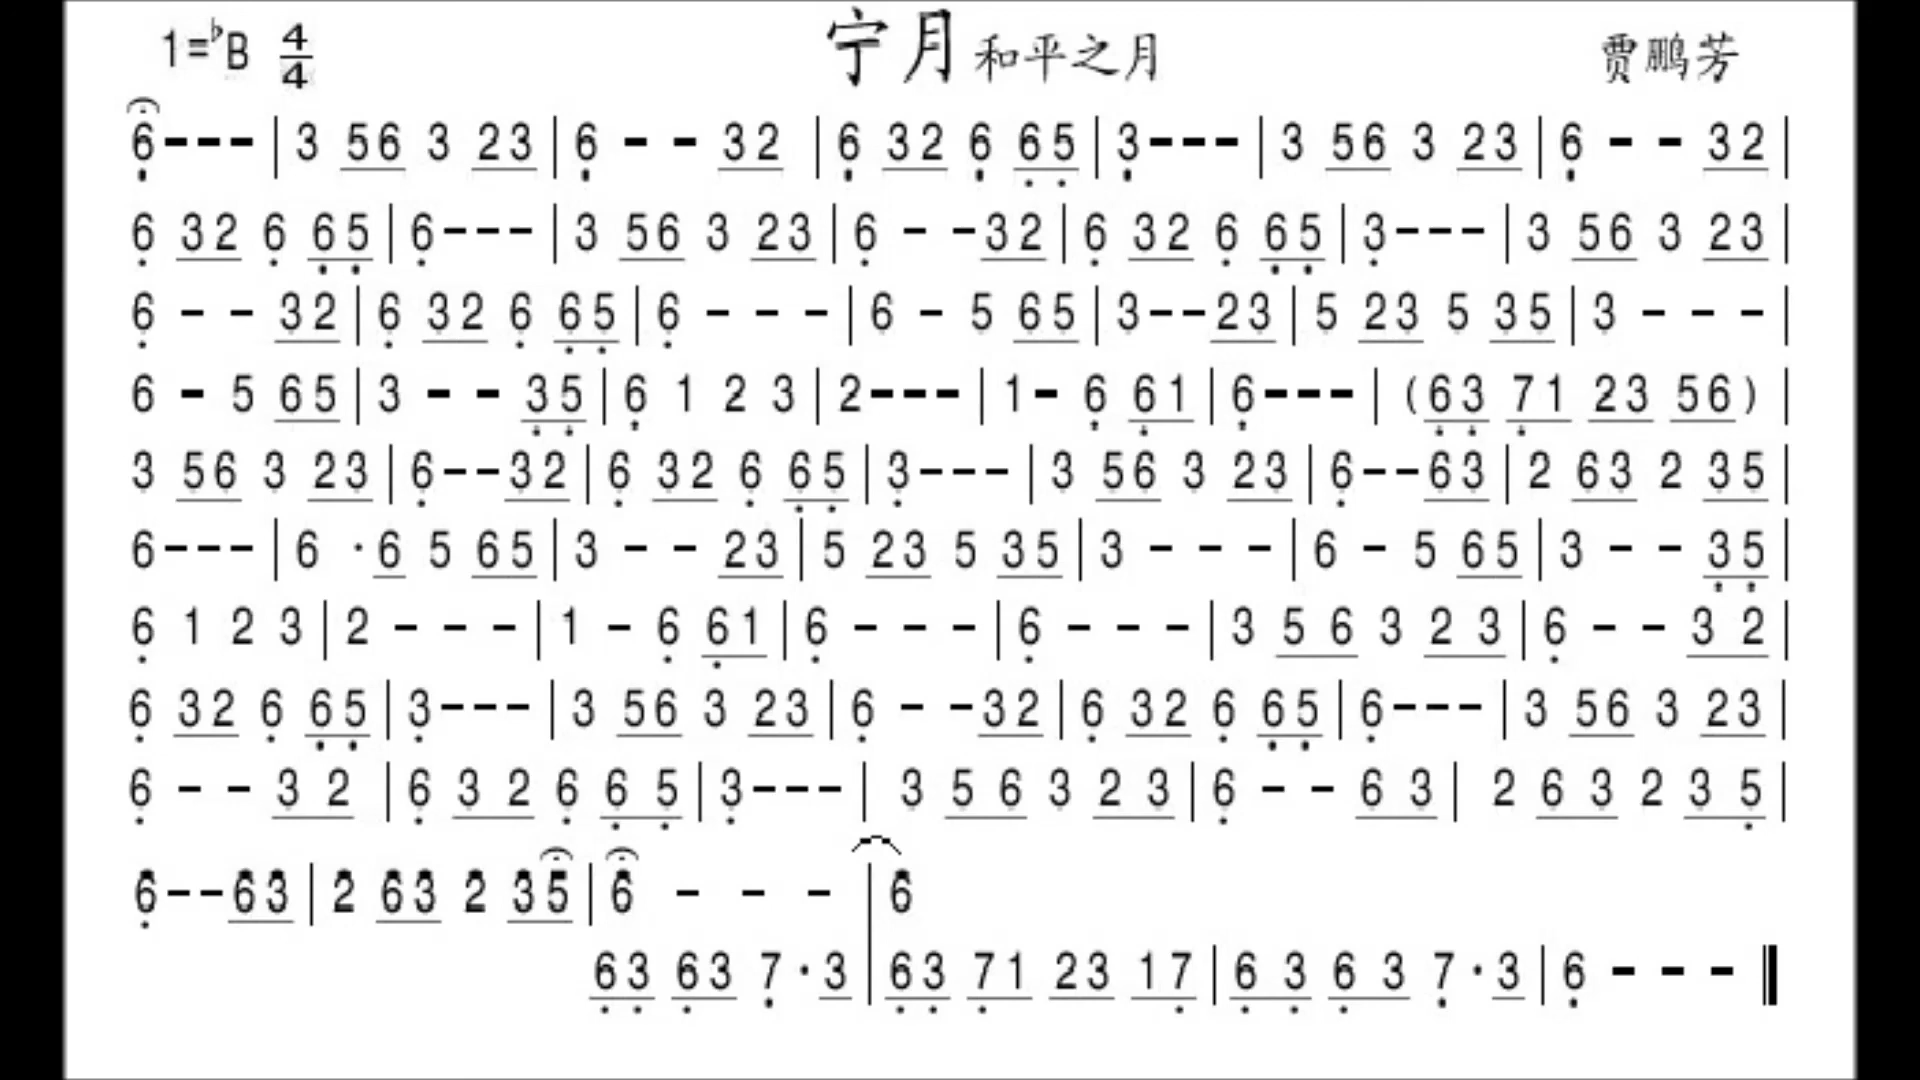 1=♭B 4/4 宁月 和平之月 贾鹏芳
6--- | 3 56 3 23 | 6 - - 32 | 6 32 6 65 | 3--- | 3 56 3 23 | 6 - - 32 |
6 32 6 65 | 6--- | 3 56 3 23 | 6 - -32 | 6 32 6 65 | 3--- | 3 56 3 23 |
6 - - 32 | 6 32 6 65 | 6 - - - | 6 - 5 65 | 3--23 | 5 23 5 35 | 3 - - - |
6 - 5 65 | 3 - - 35 | 6 1 2 3 | 2--- | 1- 6 61 | 6--- | (63 71 23 56) |
3 56 3 23 | 6--32 | 6 32 6 65 | 3--- | 3 56 3 23 | 6--63 | 2 63 2 35 |
6--- | 6 ·6 5 65 | 3 - - 23 | 5 23 5 35 | 3 - - - | 6 - 5 65 | 3 - - 35 |
6 1 2 3 | 2 - - - | 1 - 6 61 | 6 - - - | 6 - - - | 3 5 6 3 2 3 | 6 - - 3 2 |
6 32 6 65 | 3--- | 3 56 3 23 | 6 - -32 | 6 32 6 65 | 6--- | 3 56 3 23 |
6 - - 3 2 | 6 3 2 6 6 5 | 3--- | 3 5 6 3 2 3 | 6 - - 6 3 | 2 6 3 2 3 5 |
6--63 | 2 63 2 35 | 6 - - - | 6
63 63 7·3 | 63 71 23 17 | 6 3 6 3 7·3 | 6 - - - ‖